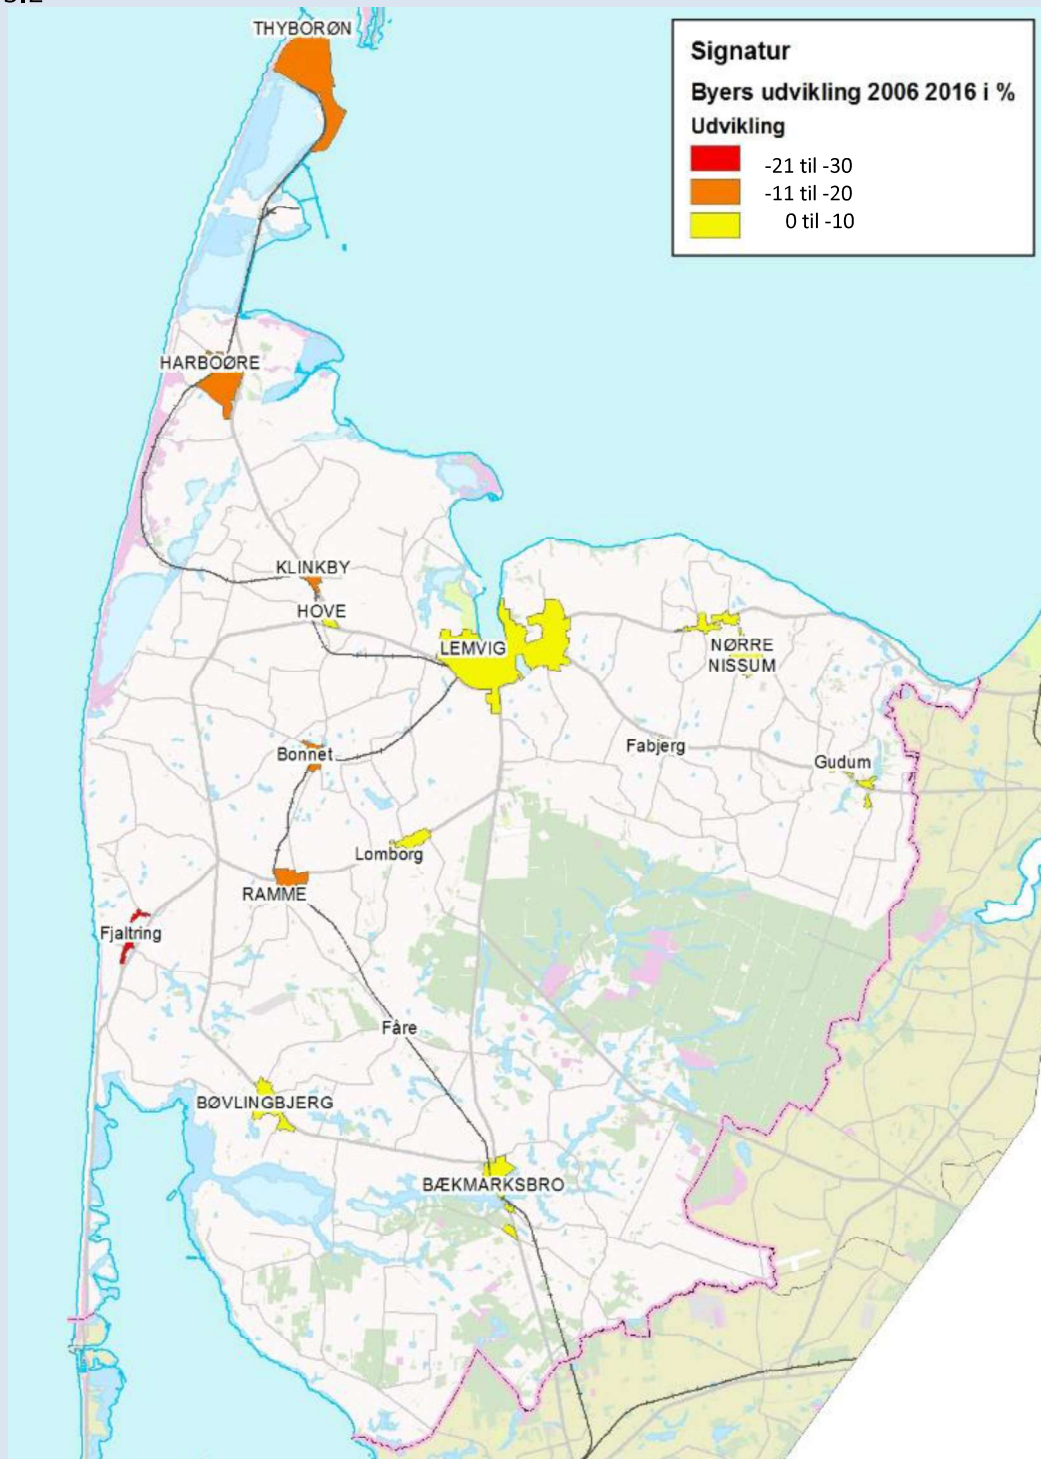 THYBORØN
Signatur
Byers udvikling 2006 2016 i %
Udvikling
-21 til -30
-11 til -20
0 til -10
HARBOØRE
KLINKBY
HOVE
LEMVIG
NØRRE
NISSUM
Bonnet
Fabjerg
Gudum
Lomborg
RAMME
Fjaltring
Fåre
BØVLINGBJERG
BÆKMARKSBRO